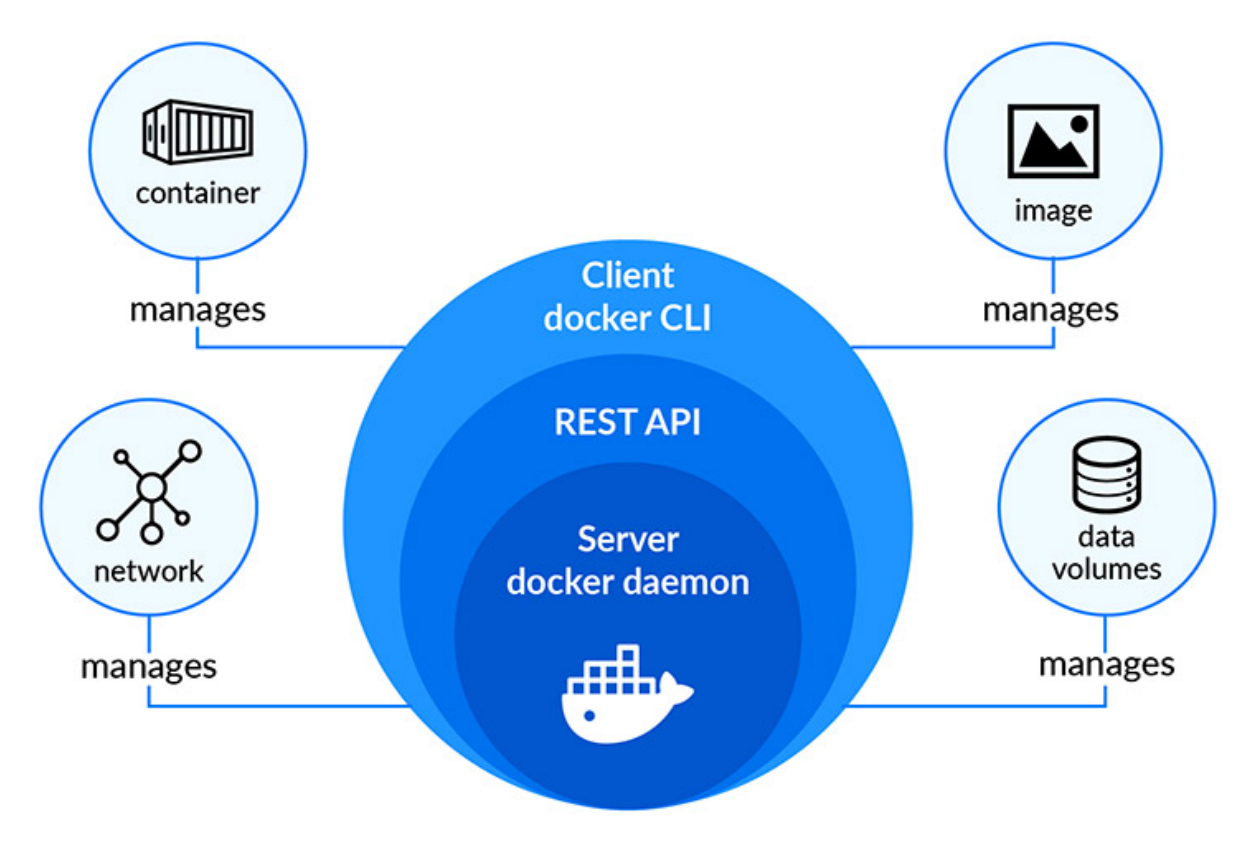 container
manages
image
manages
Client
docker CLI
REST API
Server
docker daemon
network
manages
data
volumes
manages